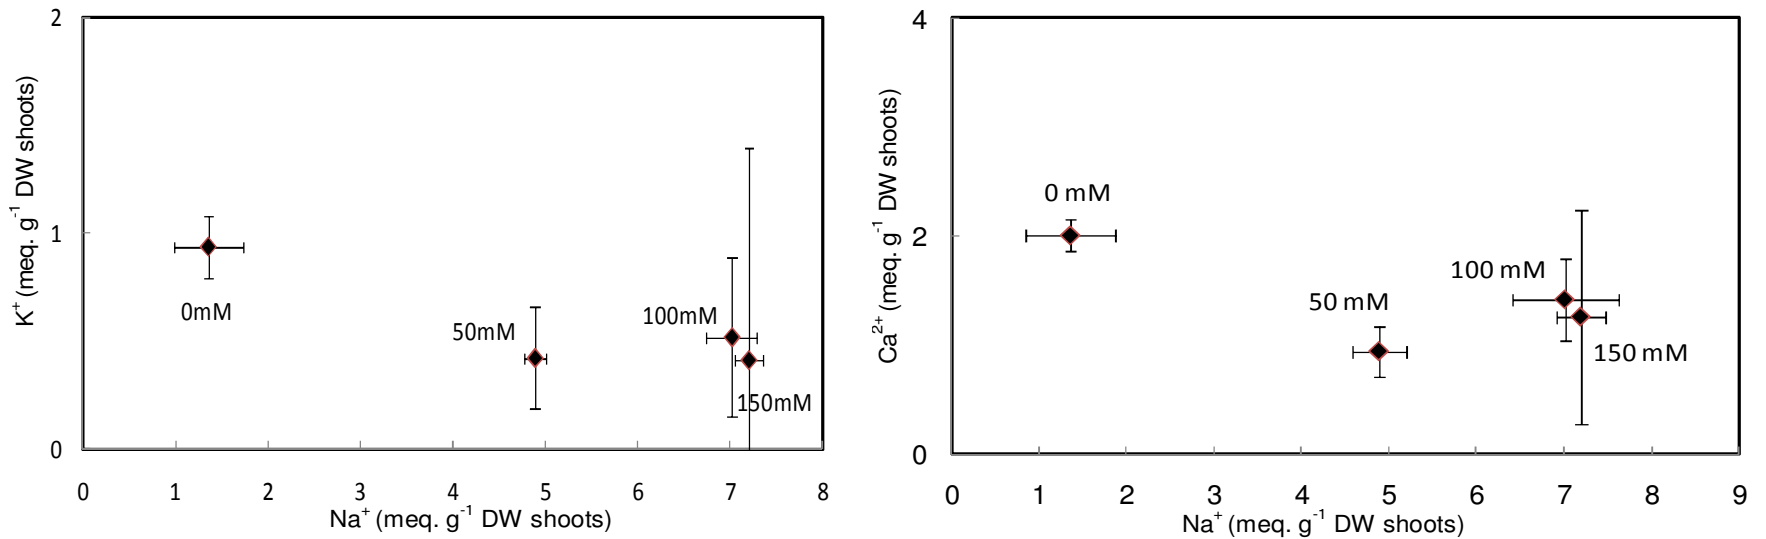 2
1
0
K⁺ (meq. g⁻¹ DW shoots)
0mM
50mM
100mM
150mM
0 1 2 3 4 5 6 7 8
Na⁺ (meq. g⁻¹ DW shoots)
4
2
0
Ca²⁺ (meq. g⁻¹ DW shoots)
0 mM
50 mM
100 mM
150 mM
0 1 2 3 4 5 6 7 8 9
Na⁺ (meq. g⁻¹ DW shoots)